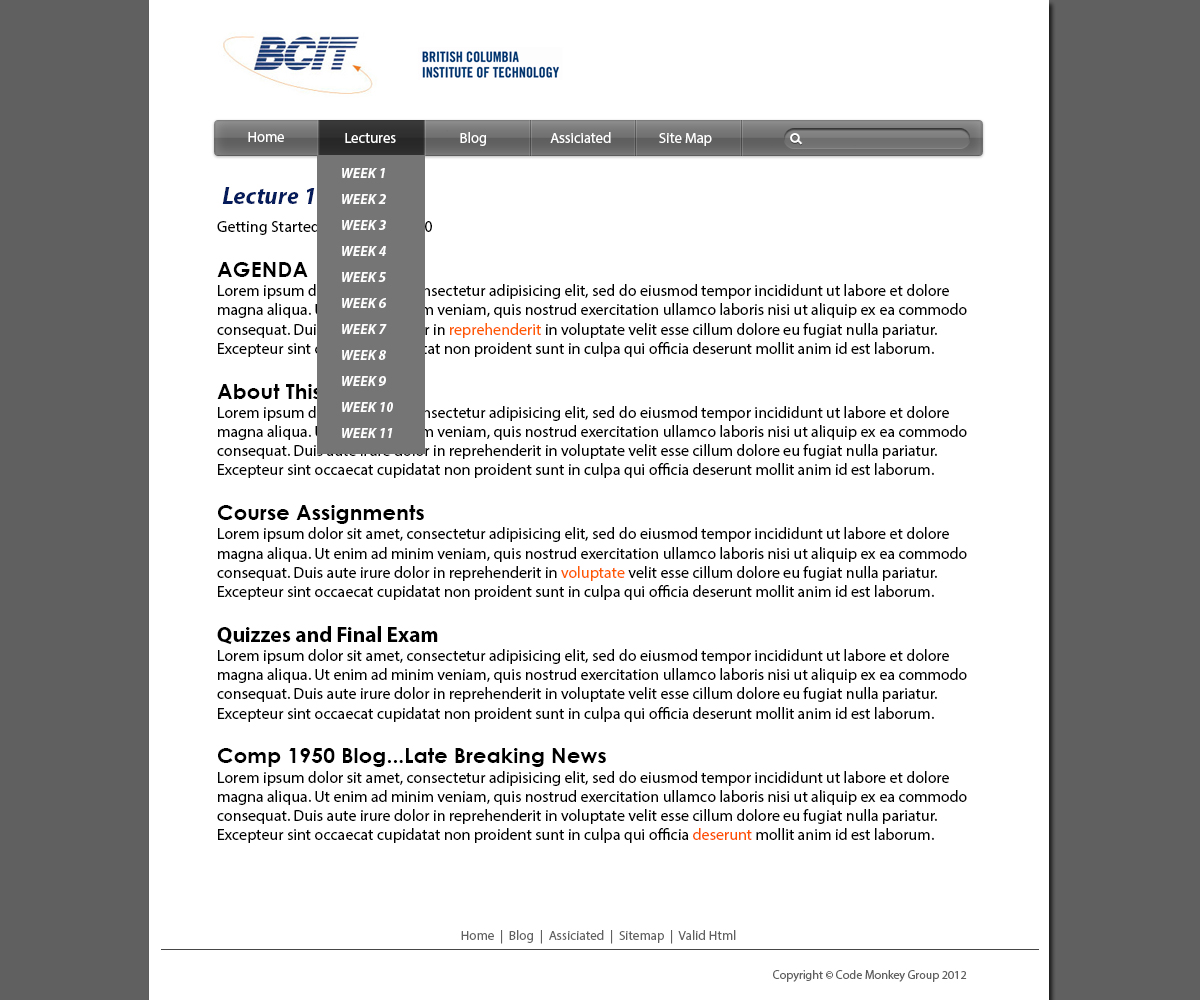 BCIT
BRITISH COLUMBIA
INSTITUTE OF TECHNOLOGY
Home Lectures Blog Assiciated Site Map
WEEK 1
WEEK 2
WEEK 3
WEEK 4
WEEK 5
WEEK 6
WEEK 7
WEEK 8
WEEK 9
WEEK 10
WEEK 11
Lecture 1
Getting Started 0
AGENDA
Lorem ipsum adipisicing elit, sed do eiusmod tempor incididunt ut labore et dolore
magna aliqua. veniam, quis nostrud exercitation ullamco laboris nisi ut aliquip ex ea commodo
consequat. Duis in reprehenderit in voluptate velit esse cillum dolore eu fugiat nulla pariatur.
Excepteur sint non proident sunt in culpa qui officia deserunt mollit anim id est laborum.
About This
Lorem ipsum adipisicing elit, sed do eiusmod tempor incididunt ut labore et dolore
magna aliqua. veniam, quis nostrud exercitation ullamco laboris nisi ut aliquip ex ea commodo
consequat. Duis aute irure dolor in reprehenderit in voluptate velit esse cillum dolore eu fugiat nulla pariatur.
Excepteur sint occaecat cupidatat non proident sunt in culpa qui officia deserunt mollit anim id est laborum.
Course Assignments
Lorem ipsum dolor sit amet, consectetur adipisicing elit, sed do eiusmod tempor incididunt ut labore et dolore
magna aliqua. Ut enim ad minim veniam, quis nostrud exercitation ullamco laboris nisi ut aliquip ex ea commodo
consequat. Duis aute irure dolor in reprehenderit in voluptate velit esse cillum dolore eu fugiat nulla pariatur.
Excepteur sint occaecat cupidatat non proident sunt in culpa qui officia deserunt mollit anim id est laborum.
Quizzes and Final Exam
Lorem ipsum dolor sit amet, consectetur adipisicing elit, sed do eiusmod tempor incididunt ut labore et dolore
magna aliqua. Ut enim ad minim veniam, quis nostrud exercitation ullamco laboris nisi ut aliquip ex ea commodo
consequat. Duis aute irure dolor in reprehenderit in voluptate velit esse cillum dolore eu fugiat nulla pariatur.
Excepteur sint occaecat cupidatat non proident sunt in culpa qui officia deserunt mollit anim id est laborum.
Comp 1950 Blog...Late Breaking News
Lorem ipsum dolor sit amet, consectetur adipisicing elit, sed do eiusmod tempor incididunt ut labore et dolore
magna aliqua. Ut enim ad minim veniam, quis nostrud exercitation ullamco laboris nisi ut aliquip ex ea commodo
consequat. Duis aute irure dolor in reprehenderit in voluptate velit esse cillum dolore eu fugiat nulla pariatur.
Excepteur sint occaecat cupidatat non proident sunt in culpa qui officia deserunt mollit anim id est laborum.
Home | Blog | Assiciated | Sitemap | Valid Html
Copyright © Code Monkey Group 2012